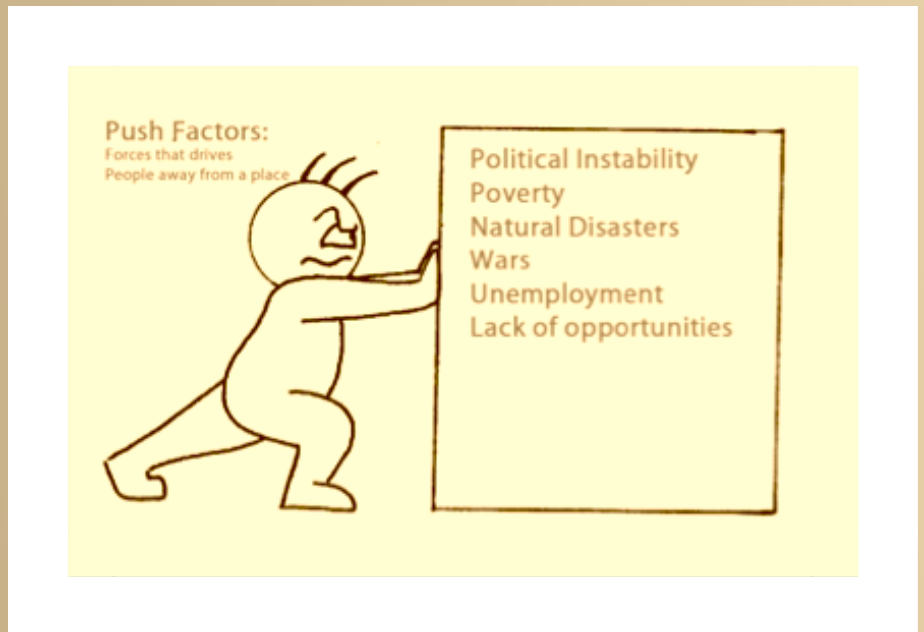 Push Factors:
Forces that drives
People away from a place
Political Instability
Poverty
Natural Disasters
Wars
Unemployment
Lack of opportunities